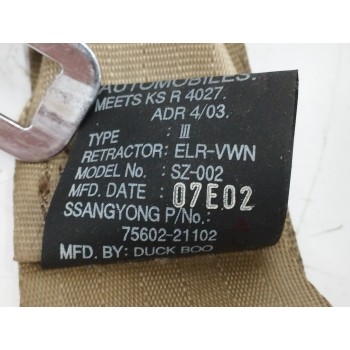 AUTOMOBILES.
MEETS KS R 4027.
ADR 4/03.
TYPE : III
RETRACTOR: ELR-VWN
MODEL No. : SZ-002
MFD. DATE : 07E02
SSANGYONG P/No.:
75602-21102
MFD. BY: DUCK BOO